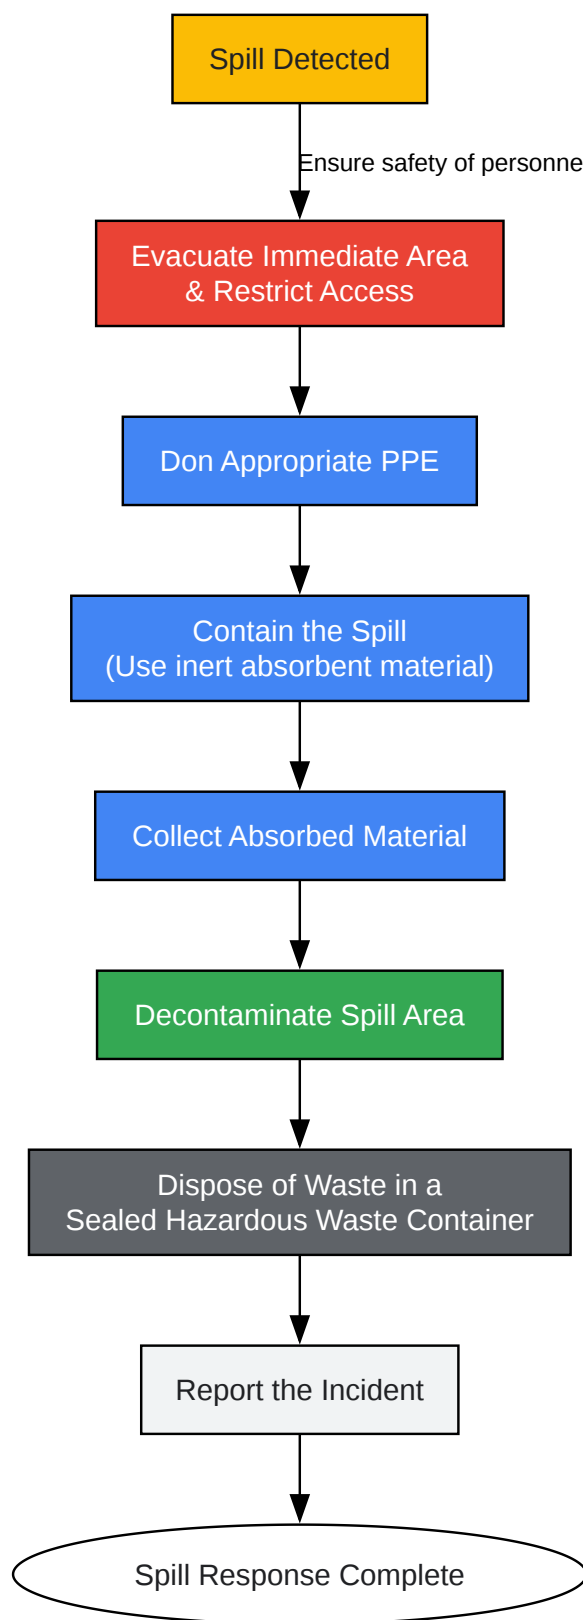 Spill Detected
Ensure safety of personne
Evacuate Immediate Area
& Restrict Access
Don Appropriate PPE
Contain the Spill
(Use inert absorbent material)
Collect Absorbed Material
Decontaminate Spill Area
Dispose of Waste in a
Sealed Hazardous Waste Container
Report the Incident
Spill Response Complete